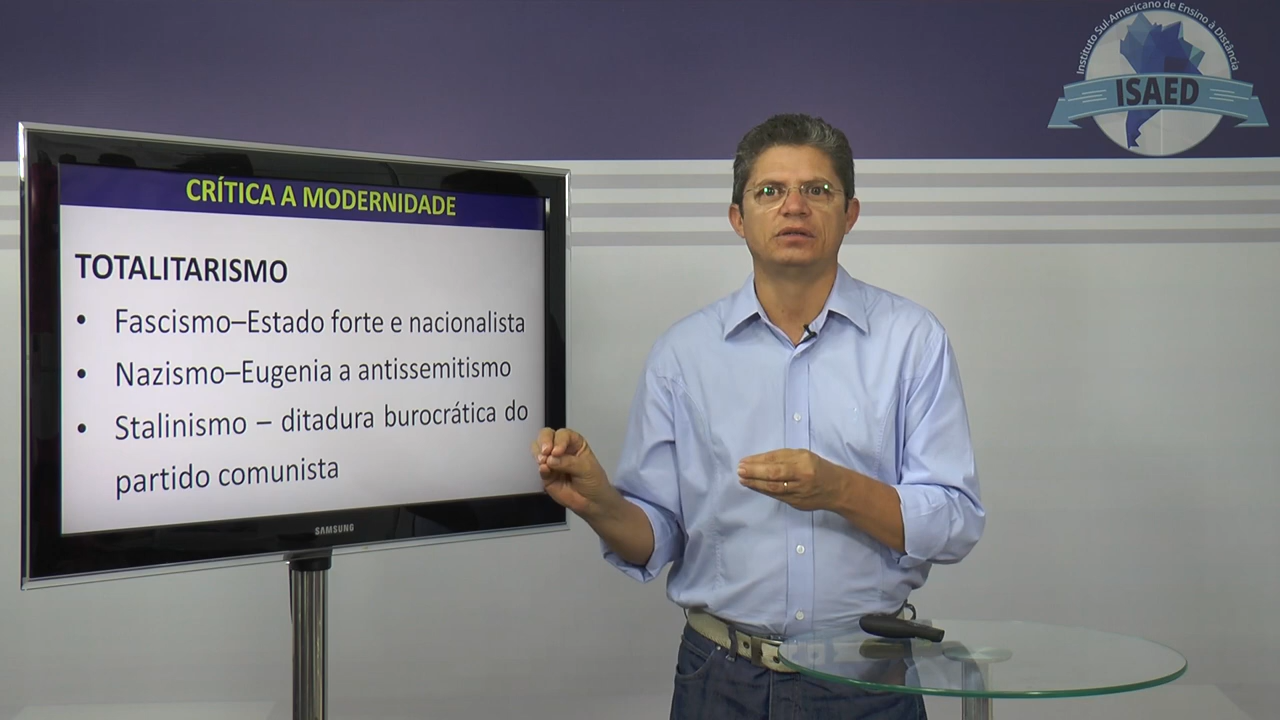 Instituto Sul-Americano de Ensino à Distância
ISAED
CRÍTICA A MODERNIDADE
TOTALITARISMO
• Fascismo–Estado forte e nacionalista
• Nazismo–Eugenia a antissemitismo
• Stalinismo – ditadura burocrática do
partido comunista
SAMSUNG